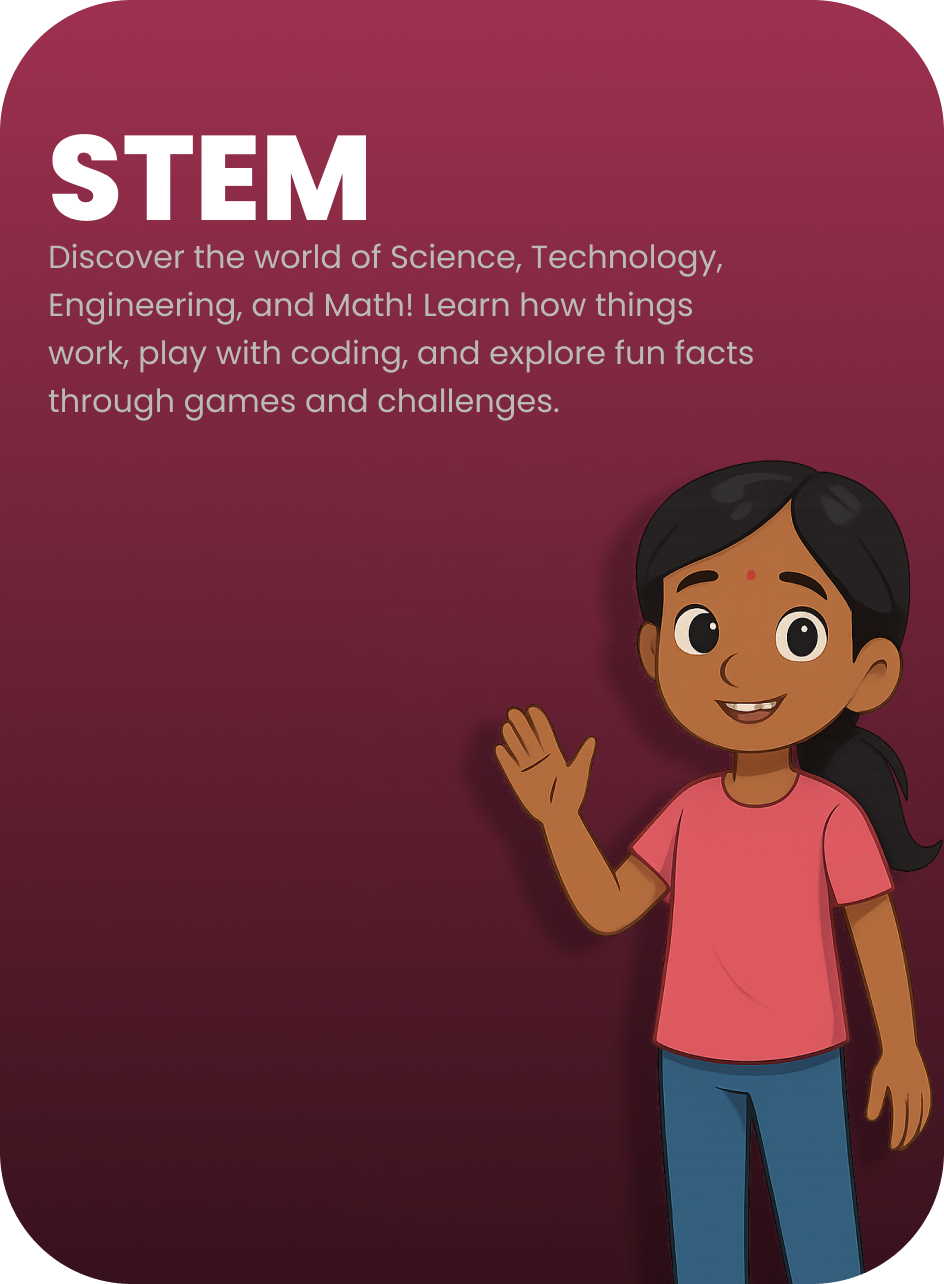 STEM
Discover the world of Science, Technology,
Engineering, and Math! Learn how things
work, play with coding, and explore fun facts
through games and challenges.